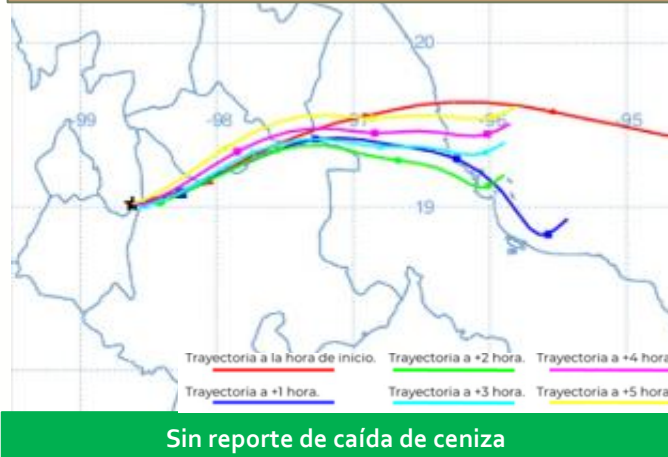 20
-99 -98 -97 -96 -95
19
Trayectoria a la hora de inicio. Trayectoria a +2 hora. Trayectoria a +4 hora
Trayectoria a +1 hora. Trayectoria a +3 hora. Trayectoria a +5 hora
Sin reporte de caída de ceniza